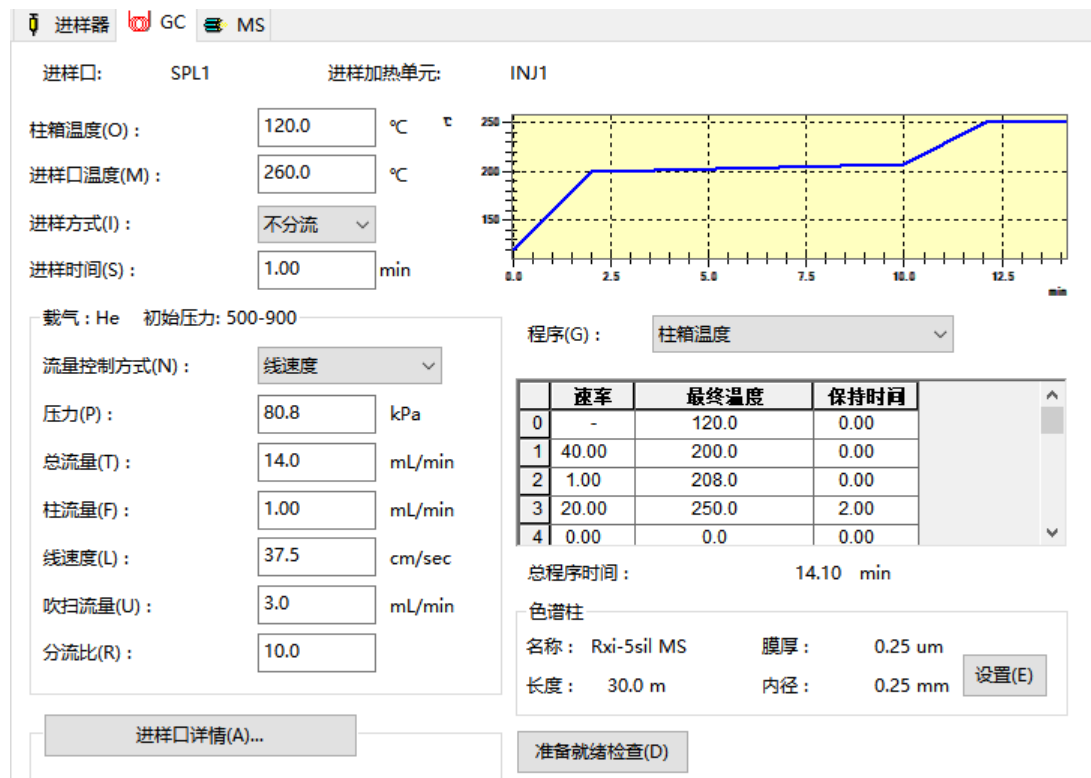 进样器 GC MS
进样口: SPL1 进样加热单元: INJ1
柱箱温度(O)： 120.0 ℃
进样口温度(M)： 260.0 ℃
进样方式(I)： 不分流
进样时间(S)： 1.00 min
℃
250
200
150
0.0 2.5 5.0 7.5 10.0 12.5
min
载气：He 初始压力: 500-900
流量控制方式(N)： 线速度
压力(P)： 80.8 kPa
总流量(T)： 14.0 mL/min
柱流量(F)： 1.00 mL/min
线速度(L)： 37.5 cm/sec
吹扫流量(U)： 3.0 mL/min
分流比(R)： 10.0
进样口详情(A)...
程序(G)： 柱箱温度
速率 最终温度 保持时间
0 - 120.0 0.00
1 40.00 200.0 0.00
2 1.00 208.0 0.00
3 20.00 250.0 2.00
4 0.00 0.0 0.00
总程序时间： 14.10 min
色谱柱
名称： Rxi-5sil MS 膜厚： 0.25 um
长度： 30.0 m 内径： 0.25 mm
设置(E)
准备就绪检查(D)